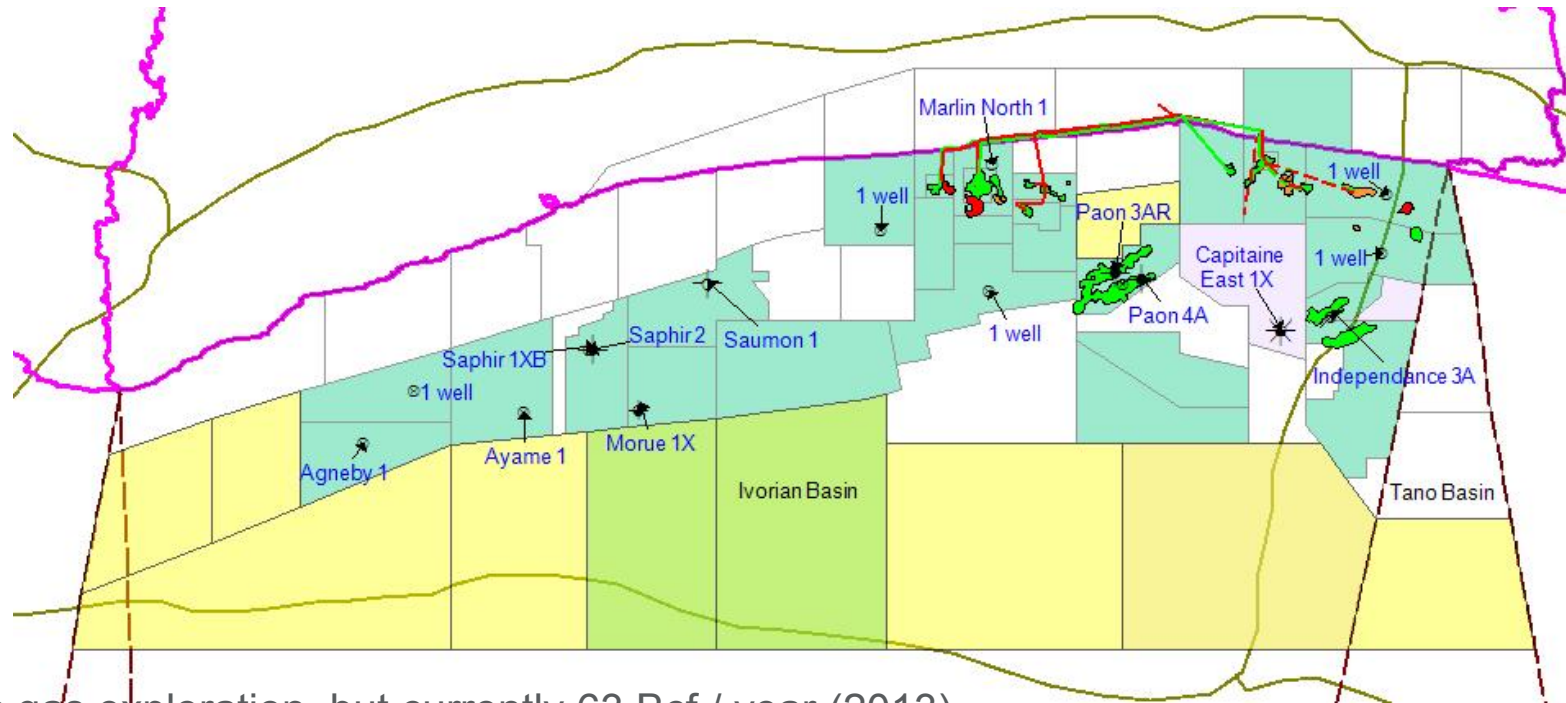 Marlin North 1
1 well
1 well
Paon 3AR
Capitaine
East 1X
1 well
Paon 4A
1 well
Saphir 2
Saumon 1
Saphir 1XB
Independance 3A
1 well
Morue 1X
Ayame 1
Agneby 1
Ivorian Basin
Tano Basin
gas exploration, but currently 63 Bcf / year (2013)